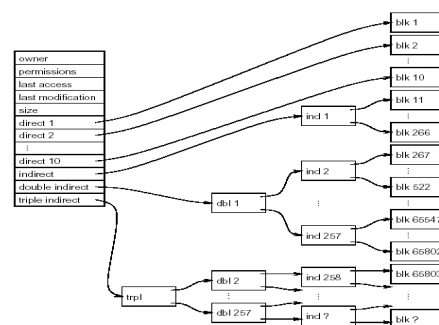 owner
permissions
last access
last modification
size
direct 1
direct 2
⋮
direct 10
indirect
double indirect
triple indirect
blk 1
blk 2
⋮
blk 10
ind 1
blk 11
⋮
blk 266
dbl 1
ind 2
blk 267
⋮
blk 522
⋮
⋮
ind 257
blk 65547
⋮
blk 65802
trpl
dbl 2
ind 258
blk 65803
⋮
⋮
⋮
dbl 257
ind ?
blk ?